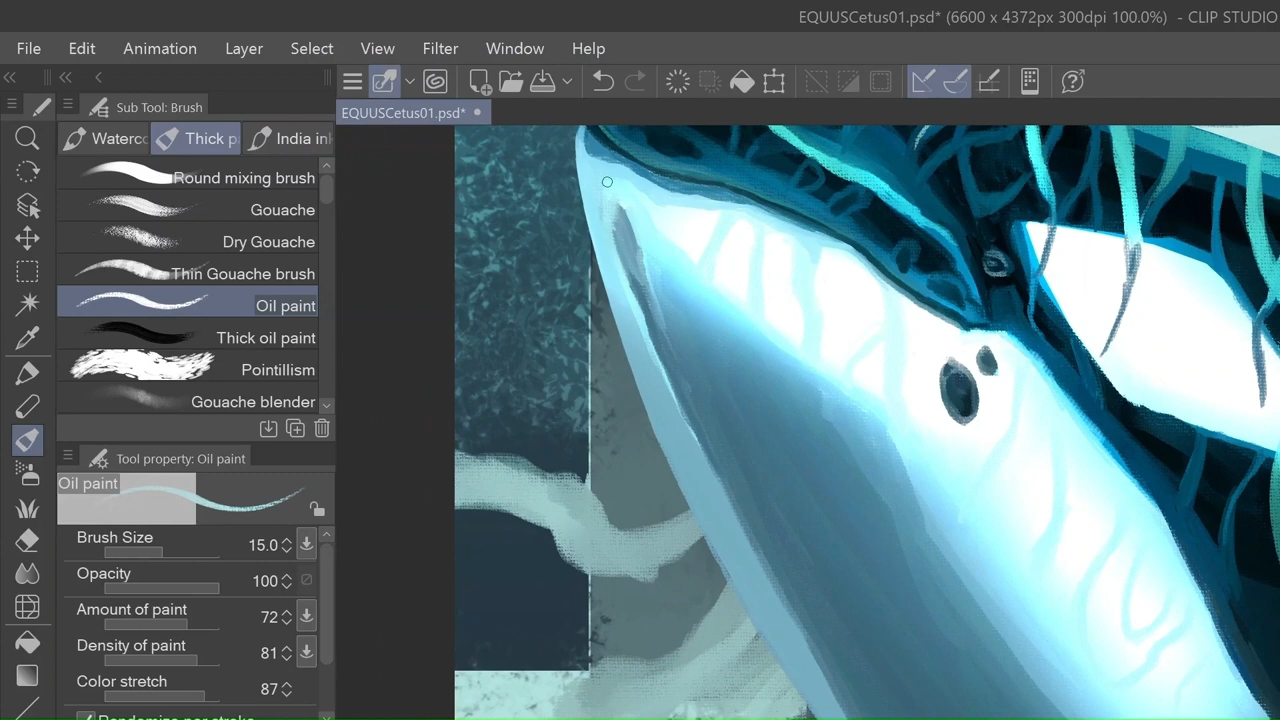 EQUUSCetus01.psd* (6600 x 4372px 300dpi 100.0%) - CLIP STUDIO
File Edit Animation Layer Select View Filter Window Help
EQUUSCetus01.psd*
Sub Tool: Brush
Waterc Thick p India in
Round mixing brush
Gouache
Dry Gouache
Thin Gouache brush
Oil paint
Thick oil paint
Pointillism
Gouache blender
Tool property: Oil paint
Oil paint
Brush Size 15.0
Opacity 100
Amount of paint 72
Density of paint 81
Color stretch 87
Randomize per stroke